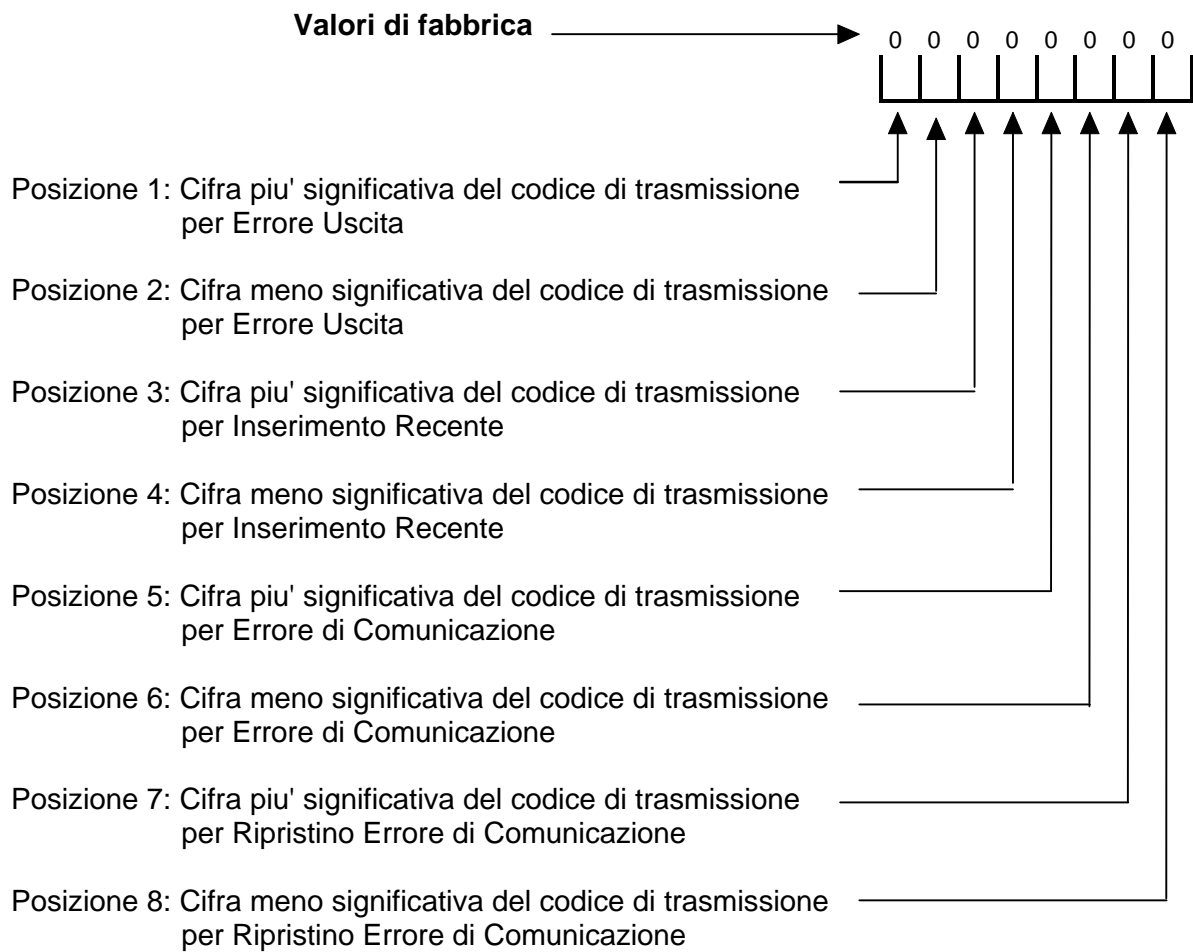 Valori di fabbrica
0 0 0 0 0 0 0 0
Posizione 1: Cifra piu' significativa del codice di trasmissione
per Errore Uscita
Posizione 2: Cifra meno significativa del codice di trasmissione
per Errore Uscita
Posizione 3: Cifra piu' significativa del codice di trasmissione
per Inserimento Recente
Posizione 4: Cifra meno significativa del codice di trasmissione
per Inserimento Recente
Posizione 5: Cifra piu' significativa del codice di trasmissione
per Errore di Comunicazione
Posizione 6: Cifra meno significativa del codice di trasmissione
per Errore di Comunicazione
Posizione 7: Cifra piu' significativa del codice di trasmissione
per Ripristino Errore di Comunicazione
Posizione 8: Cifra meno significativa del codice di trasmissione
per Ripristino Errore di Comunicazione